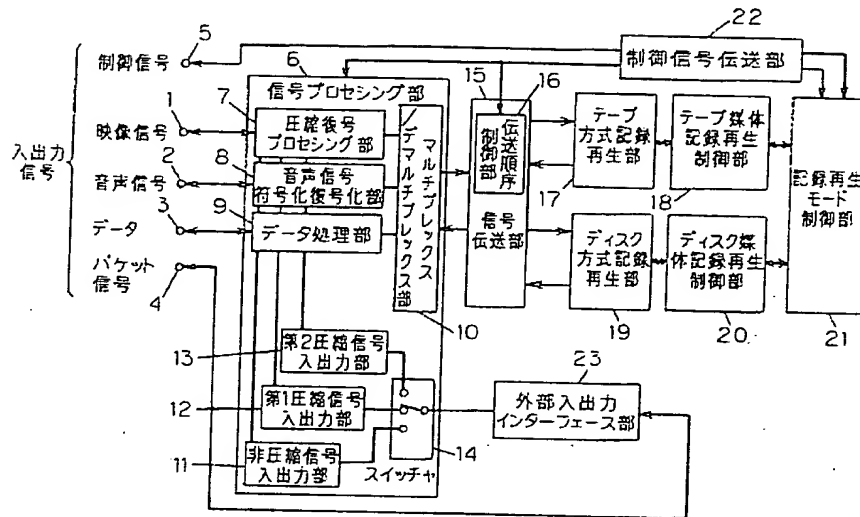 22
5
制御信号
制御信号伝送部
6
15
16
信号プロセシング部
7
1
映像信号
圧縮復号
プロセシング部
伝送順序
制御部
テープ
方式記録
再生部
テープ媒体
記録再生
制御部
入出力
信号
8
2
音声信号
音声信号
符号化復号化部
マルチプレックス
/デマルチプレックス部
17
18
記録再生
モード
制御部
9
3
データ
データ処理部
信号
伝送部
ディスク
方式記録
再生部
ディスク媒
体記録再生
制御部
パケット
信号
4
10
19
20
21
13
第2圧縮信号
入出力部
23
12
第1圧縮信号
入出力部
外部入出力
インターフェース部
11
非圧縮信号
入出力部
スイッチャ
14